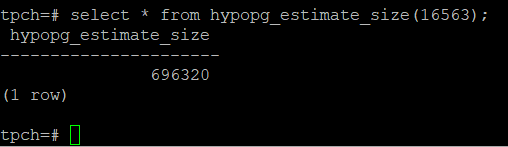 tpch=# select * from hypopg_estimate_size(16563);
 hypopg_estimate_size
----------------------
               696320
(1 row)

tpch=#